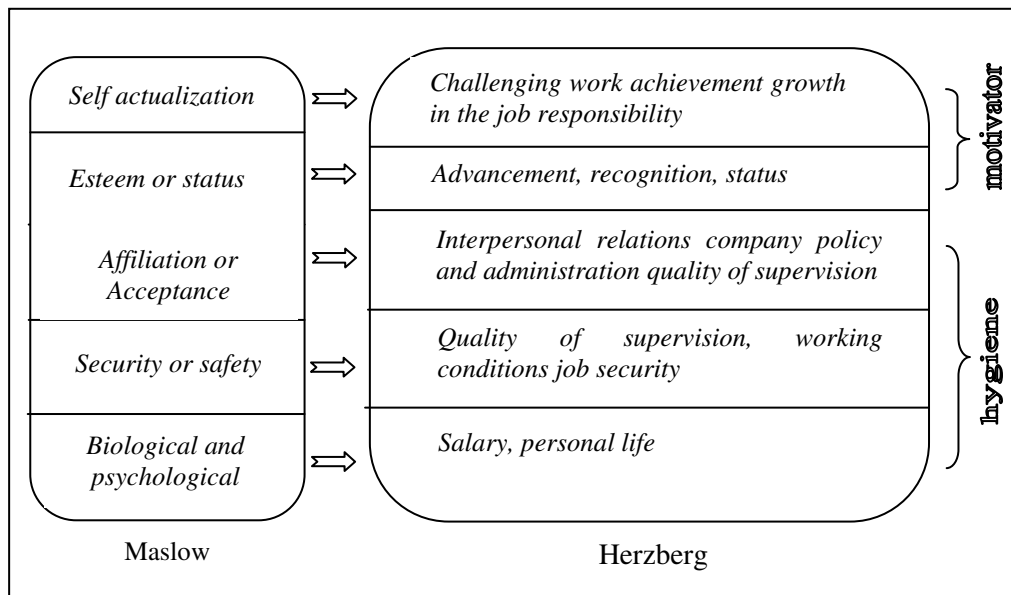 Self actualization
Challenging work achievement growth
in the job responsibility
Esteem or status
Advancement, recognition, status
motivator
Affiliation or
Acceptance
Interpersonal relations company policy
and administration quality of supervision
Security or safety
Quality of supervision, working
conditions job security
Biological and
psychological
Salary, personal life
hygiene
Maslow
Herzberg